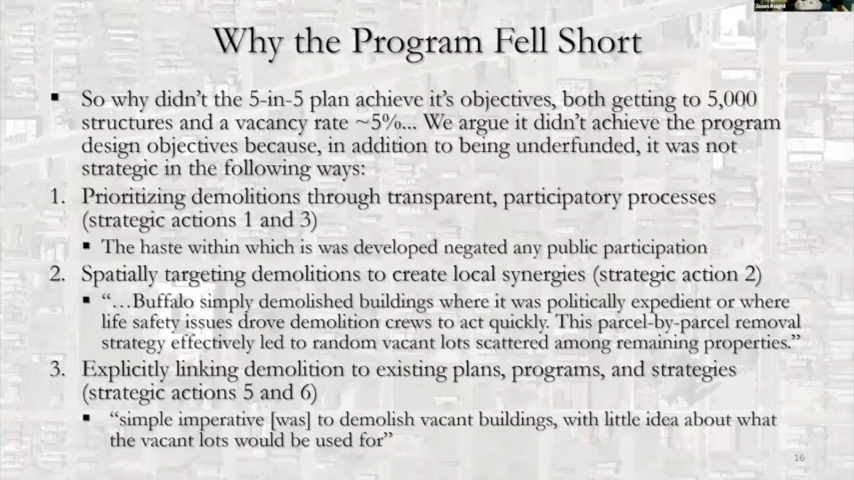 Jason Knight
Why the Program Fell Short
▪ So why didn't the 5-in-5 plan achieve it's objectives, both getting to 5,000
structures and a vacancy rate ~5%... We argue it didn't achieve the program
design objectives because, in addition to being underfunded, it was not
strategic in the following ways:
1. Prioritizing demolitions through transparent, participatory processes
(strategic actions 1 and 3)
▪ The haste within which is was developed negated any public participation
2. Spatially targeting demolitions to create local synergies (strategic action 2)
▪ “…Buffalo simply demolished buildings where it was politically expedient or where
life safety issues drove demolition crews to act quickly. This parcel-by-parcel removal
strategy effectively led to random vacant lots scattered among remaining properties.”
3. Explicitly linking demolition to existing plans, programs, and strategies
(strategic actions 5 and 6)
▪ “simple imperative [was] to demolish vacant buildings, with little idea about what
the vacant lots would be used for”
16